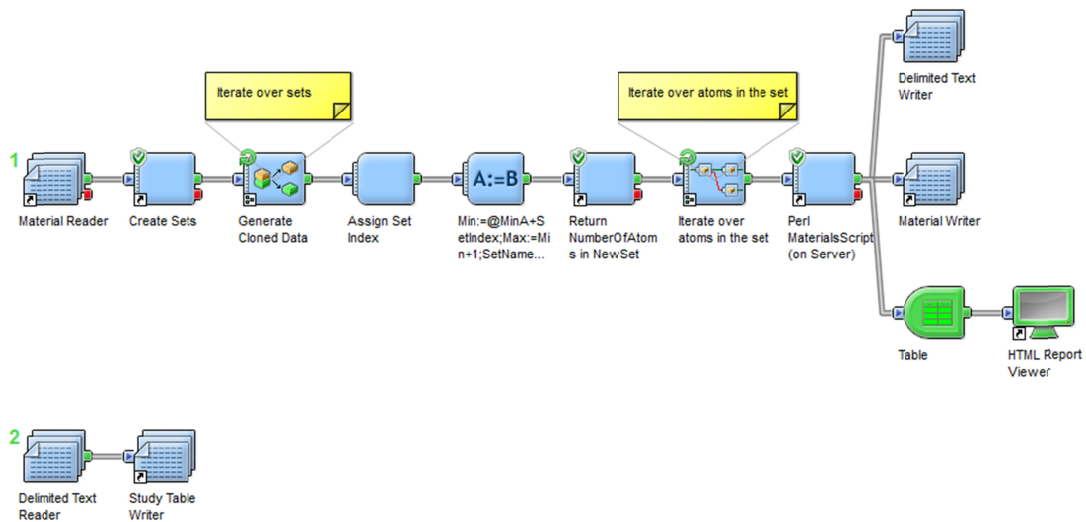 Delimited Text
Writer
Iterate over sets
Iterate over atoms in the set
1
Material Reader
Create Sets
Generate
Cloned Data
Assign Set
Index
A:=B
Min:=@MinA+S
etIndex;Max:=Mi
n+1;SetName...
Return
NumberOfAtom
s in NewSet
Iterate over
atoms in the set
Perl
MaterialsScript
(on Server)
Material Writer
Table
HTML Report
Viewer
2
Delimited Text
Reader
Study Table
Writer